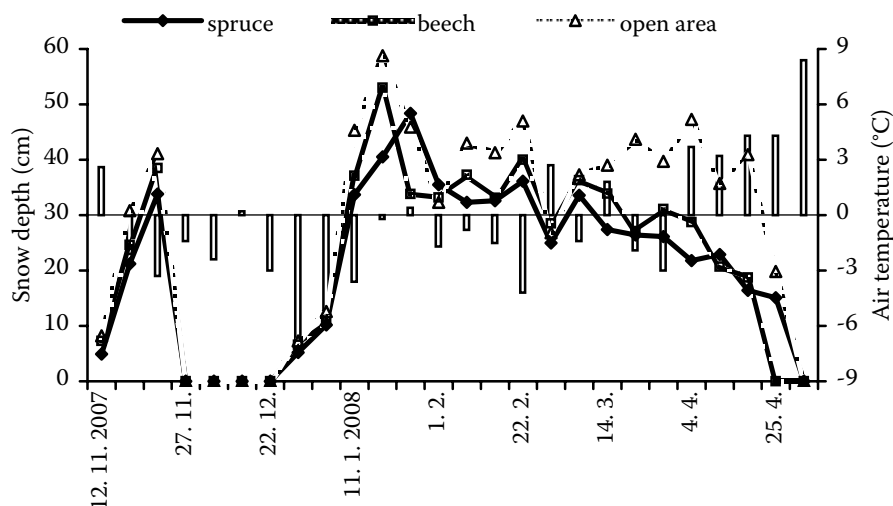 spruce beech open area
60 9
50 6
40 3
30 0
20 -3
10 -6
0 -9
Snow depth (cm)
Air temperature (°C)
12. 11. 2007
27. 11.
22. 12.
11. 1. 2008
1. 2.
22. 2.
14. 3.
4. 4.
25. 4.